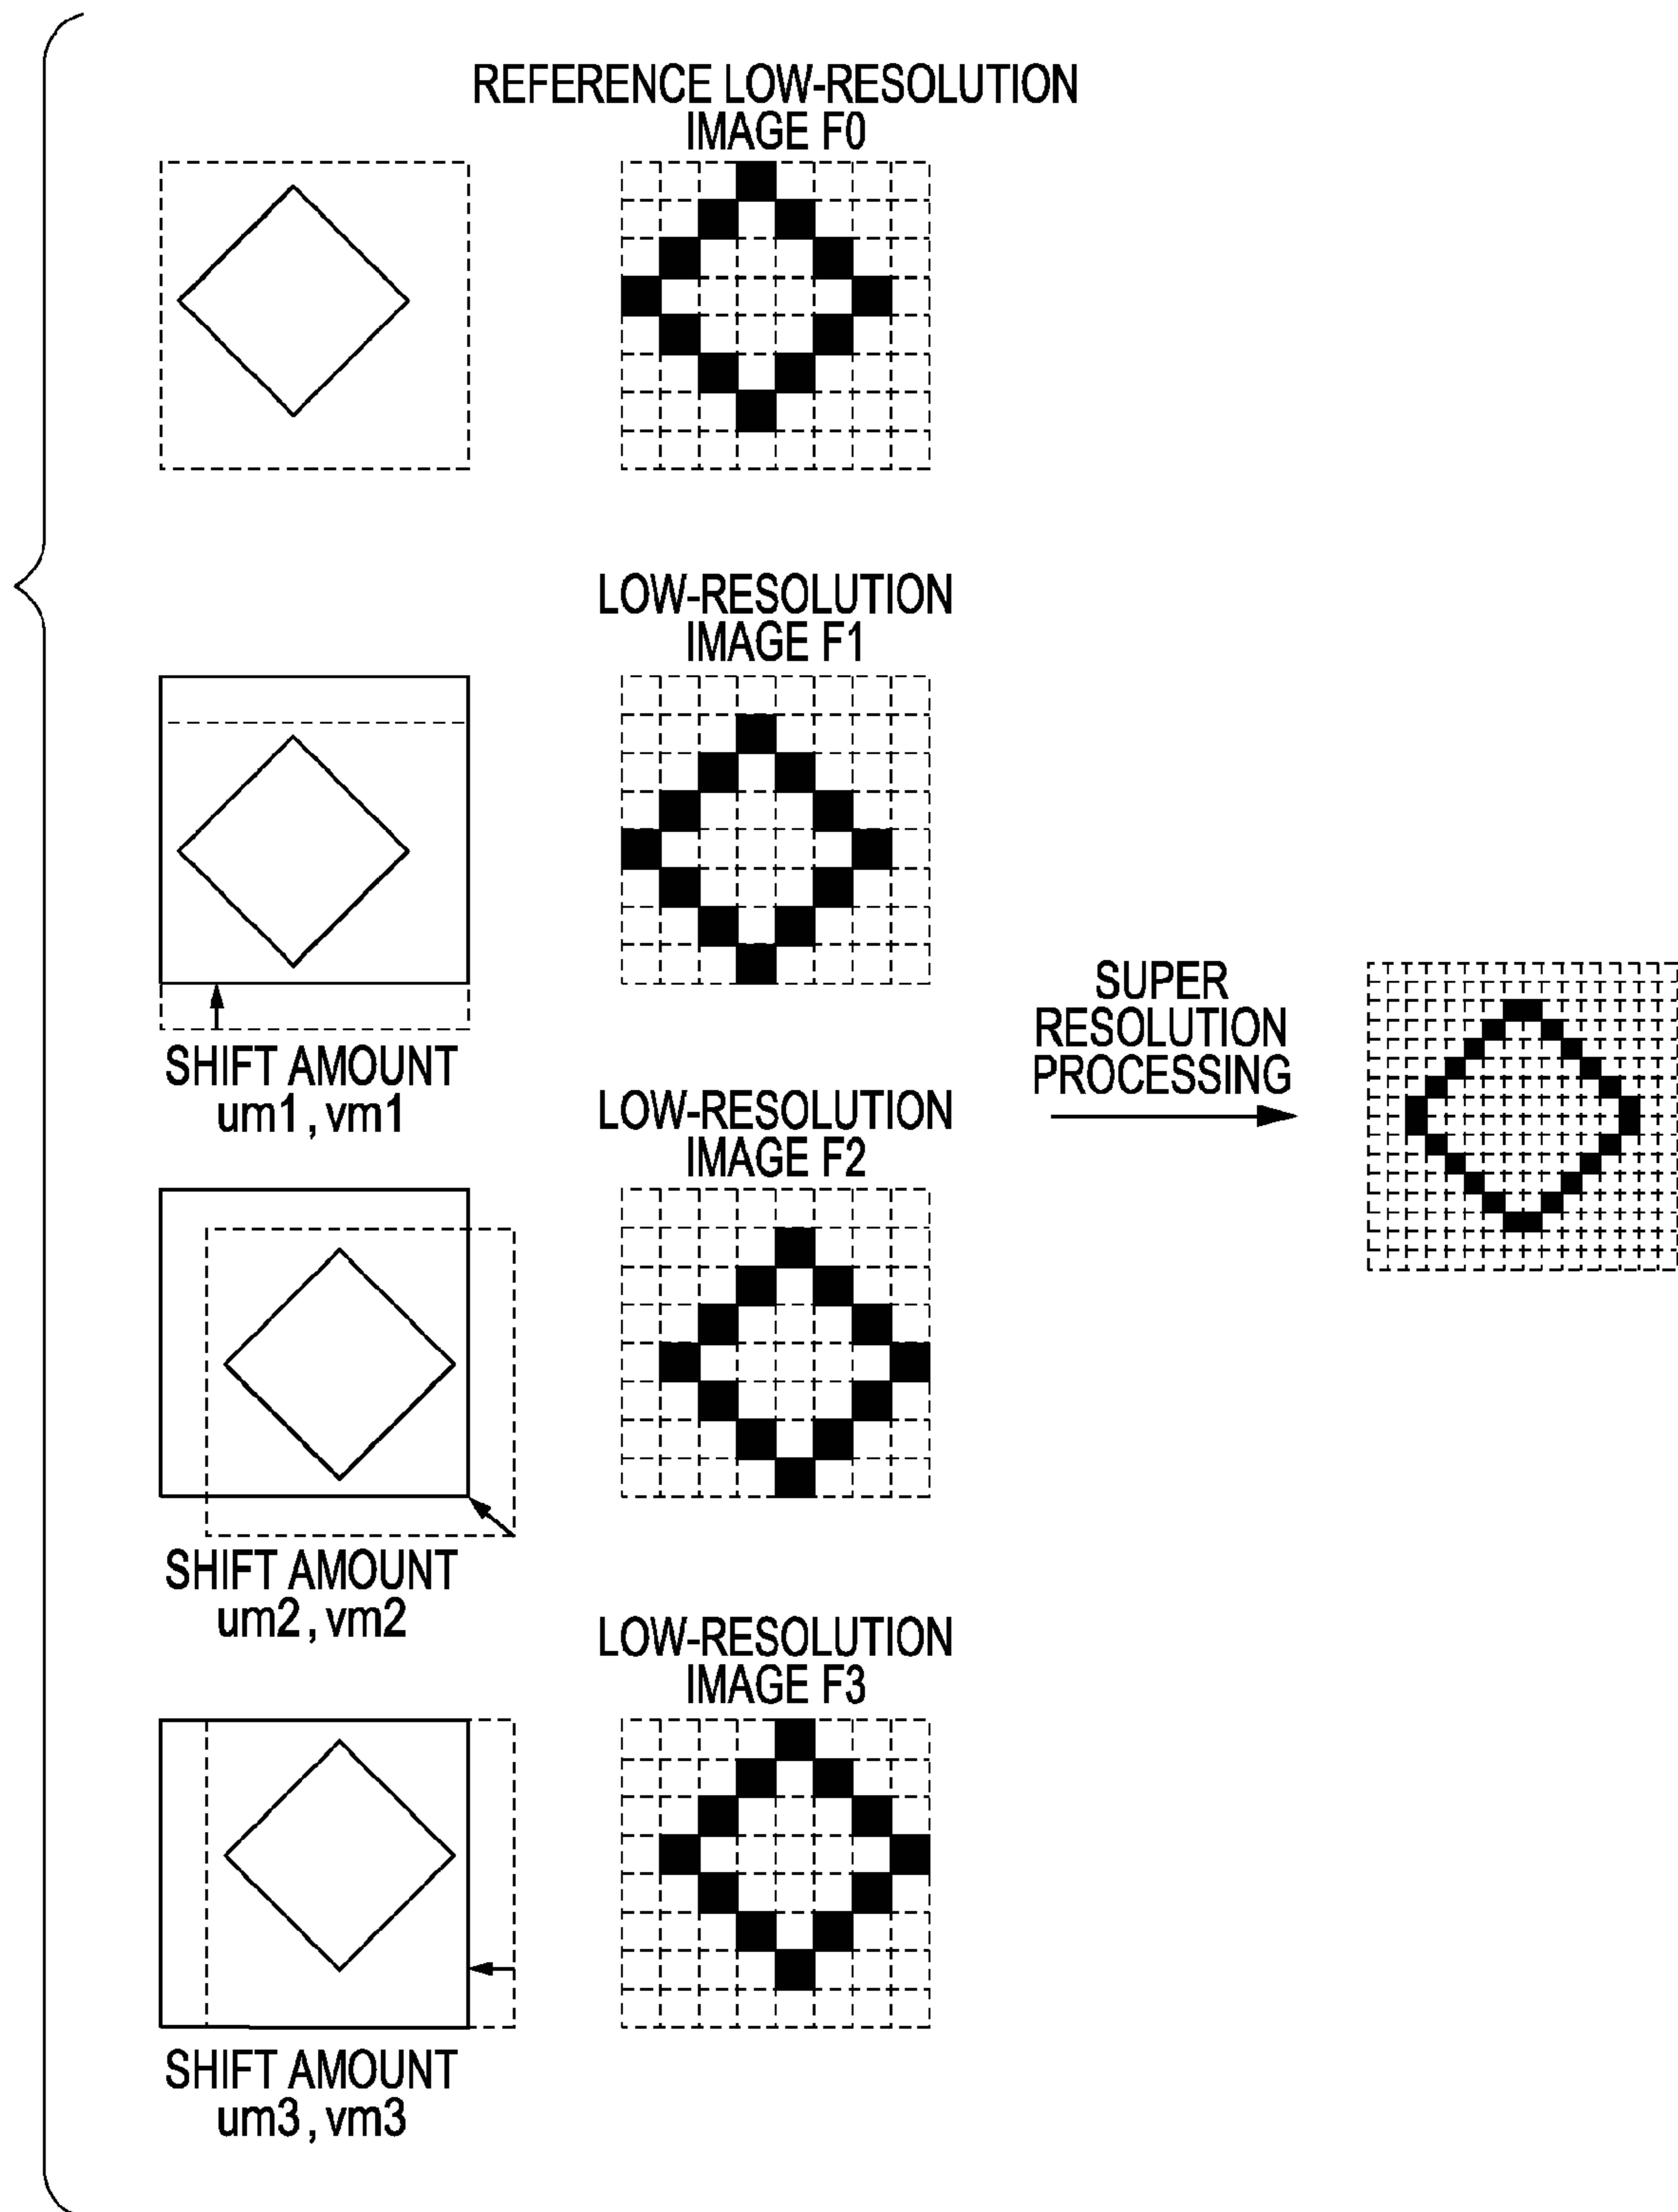 REFERENCE LOW-RESOLUTION
IMAGE F0
LOW-RESOLUTION
IMAGE F1
SHIFT AMOUNT
um1, vm1
LOW-RESOLUTION
IMAGE F2
SUPER
RESOLUTION
PROCESSING
SHIFT AMOUNT
um2, vm2
LOW-RESOLUTION
IMAGE F3
SHIFT AMOUNT
um3, vm3